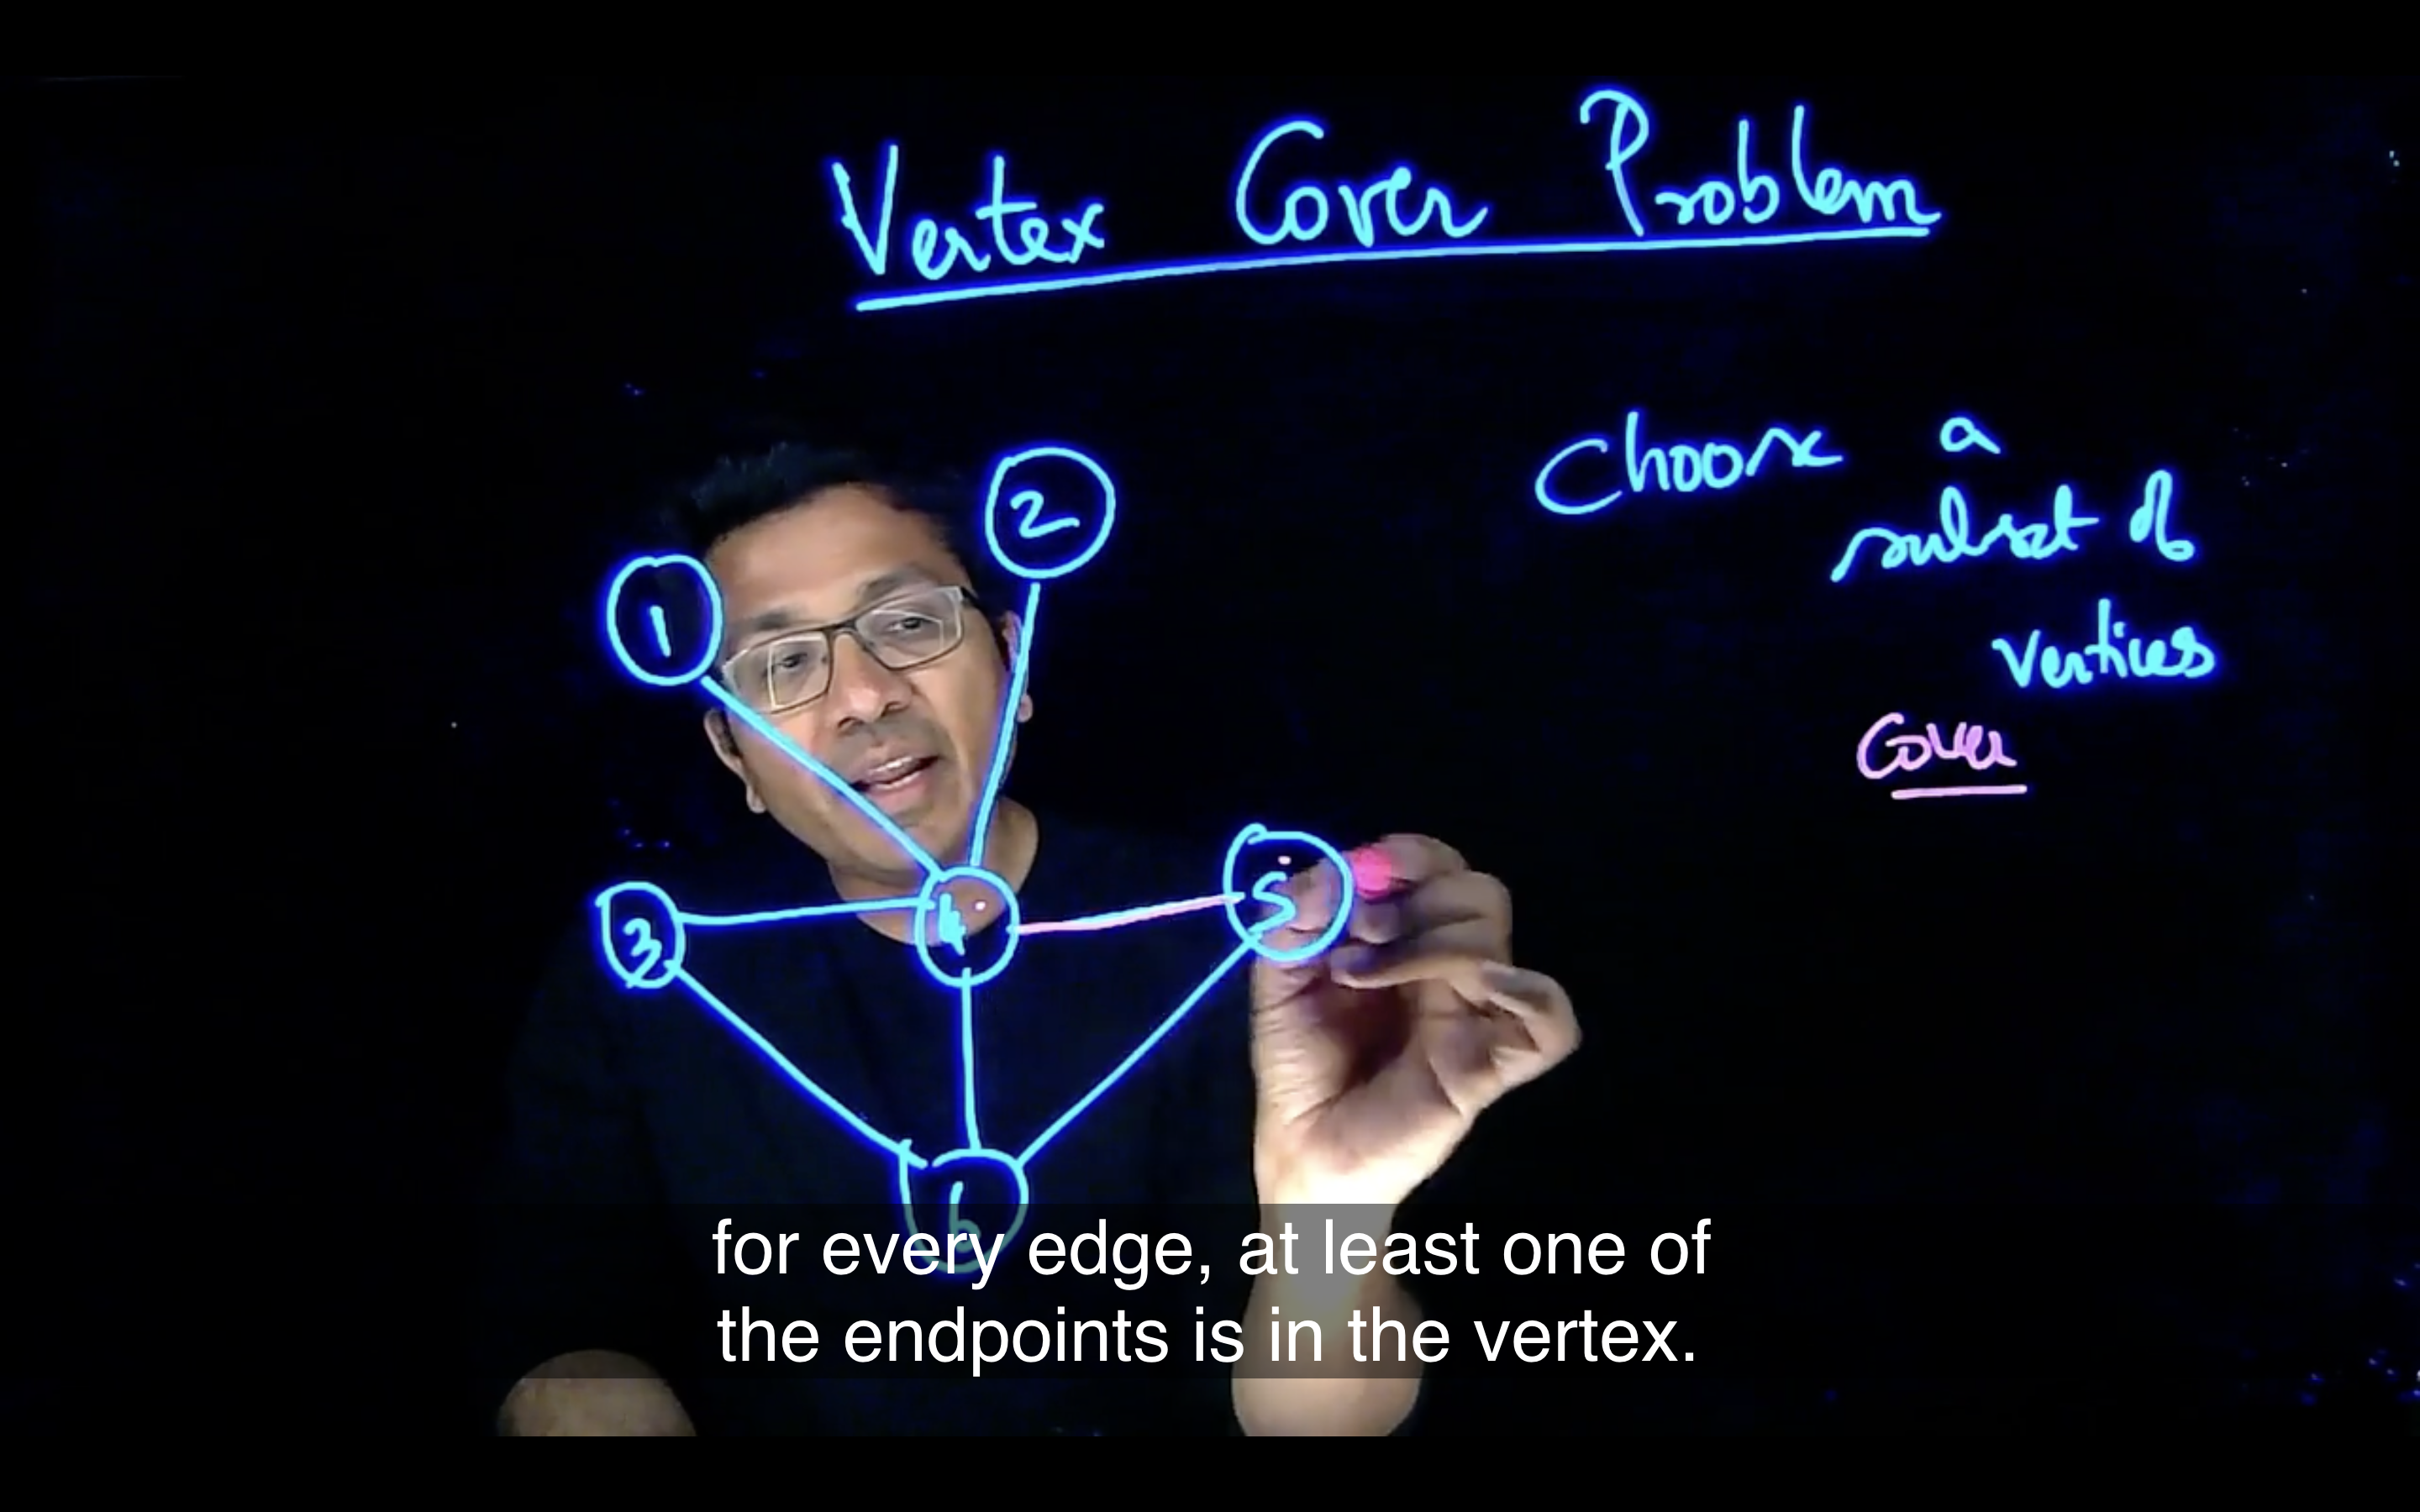 Vertex Cover Problem
Choose a
subset of
vertices
Cover
2
1
5
3
4
6
for every edge, at least one of
the endpoints is in the vertex.